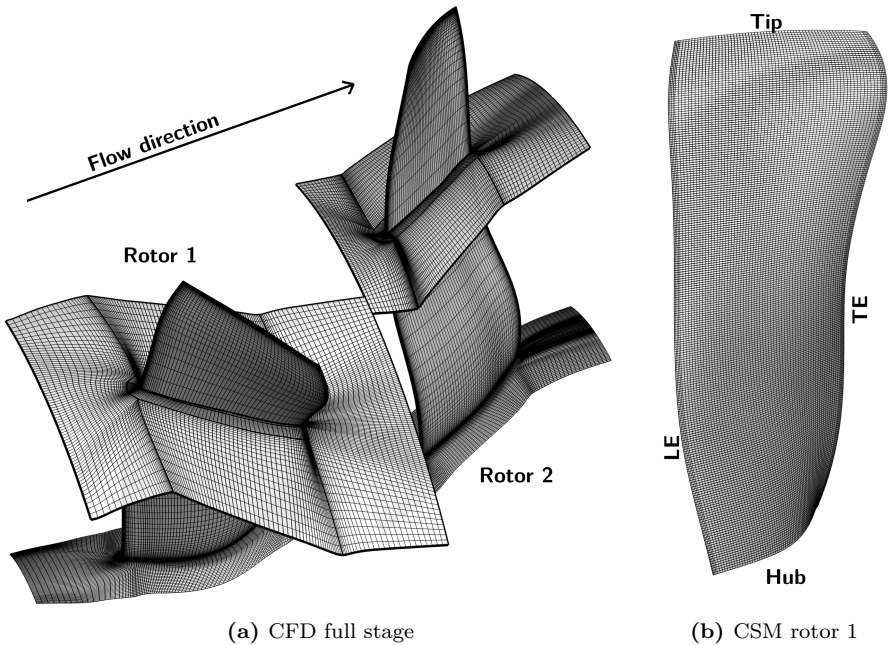 Tip
Flow direction
Rotor 1
TE
LE
Rotor 2
Hub
(a) CFD full stage
(b) CSM rotor 1